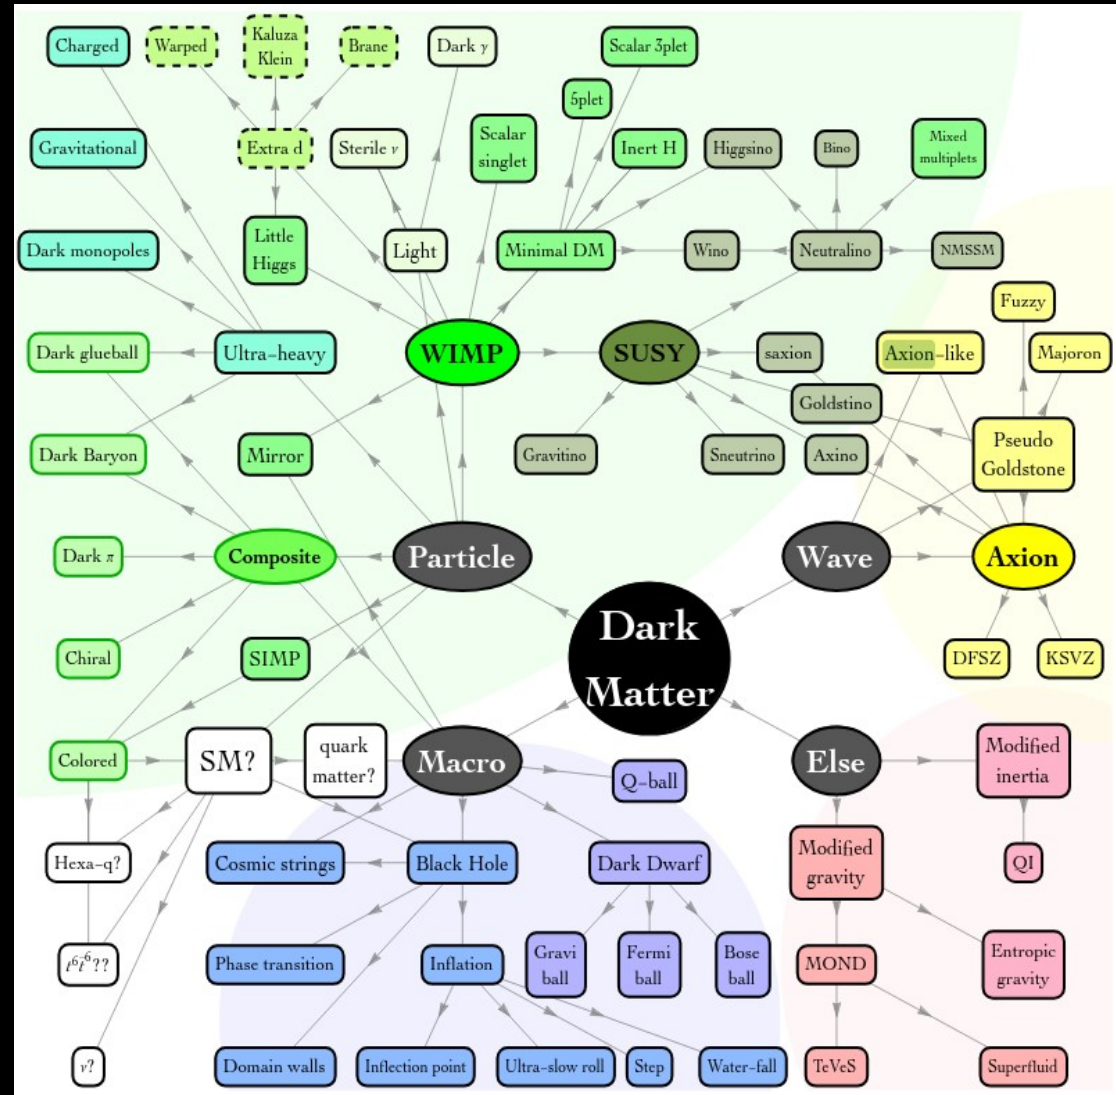 Charged
Warped
Kaluza
Klein
Brane
Dark γ
Scalar 3plet
5plet
Gravitational
Extra d
Sterile ν
Scalar
singlet
Inert H
Higgsino
Bino
Mixed
multiplets
Dark monopoles
Little
Higgs
Light
Minimal DM
Wino
Neutralino
NMSSM
Fuzzy
Dark glueball
Ultra-heavy
WIMP
SUSY
saxion
Axion-like
Majoron
Goldstino
Dark Baryon
Mirror
Gravitino
Sneutrino
Axino
Pseudo
Goldstone
Dark π
Composite
Particle
Wave
Axion
Dark
Matter
Chiral
SIMP
DFSZ
KSVZ
Colored
SM?
quark
matter?
Macro
Q-ball
Else
Modified
inertia
Hexa-q?
Cosmic strings
Black Hole
Dark Dwarf
Modified
gravity
QI
t⁶t̄⁶??
Phase transition
Inflation
Gravi
ball
Fermi
ball
Bose
ball
MOND
Entropic
gravity
ν?
Domain walls
Inflection point
Ultra-slow roll
Step
Water-fall
TeVeS
Superfluid